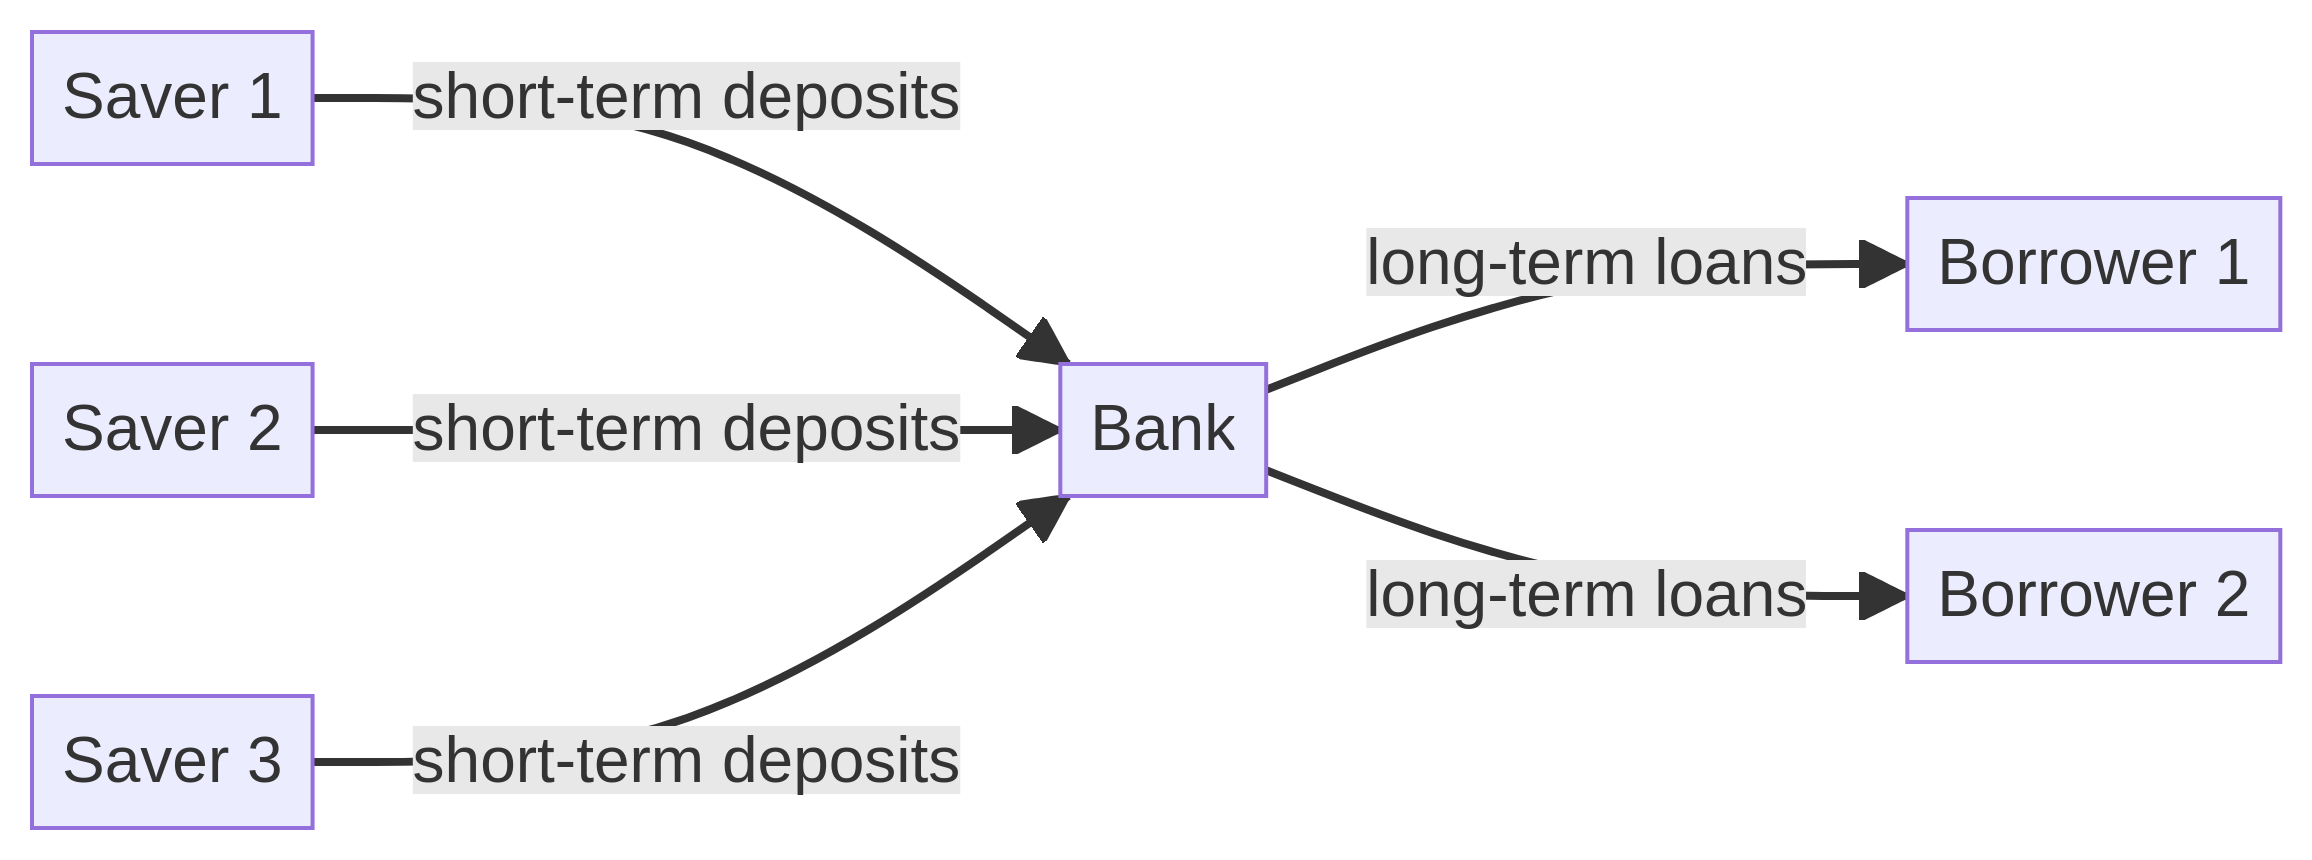 Saver 1
short-term deposits
Saver 2
short-term deposits
Saver 3
short-term deposits
Bank
long-term loans
Borrower 1
long-term loans
Borrower 2